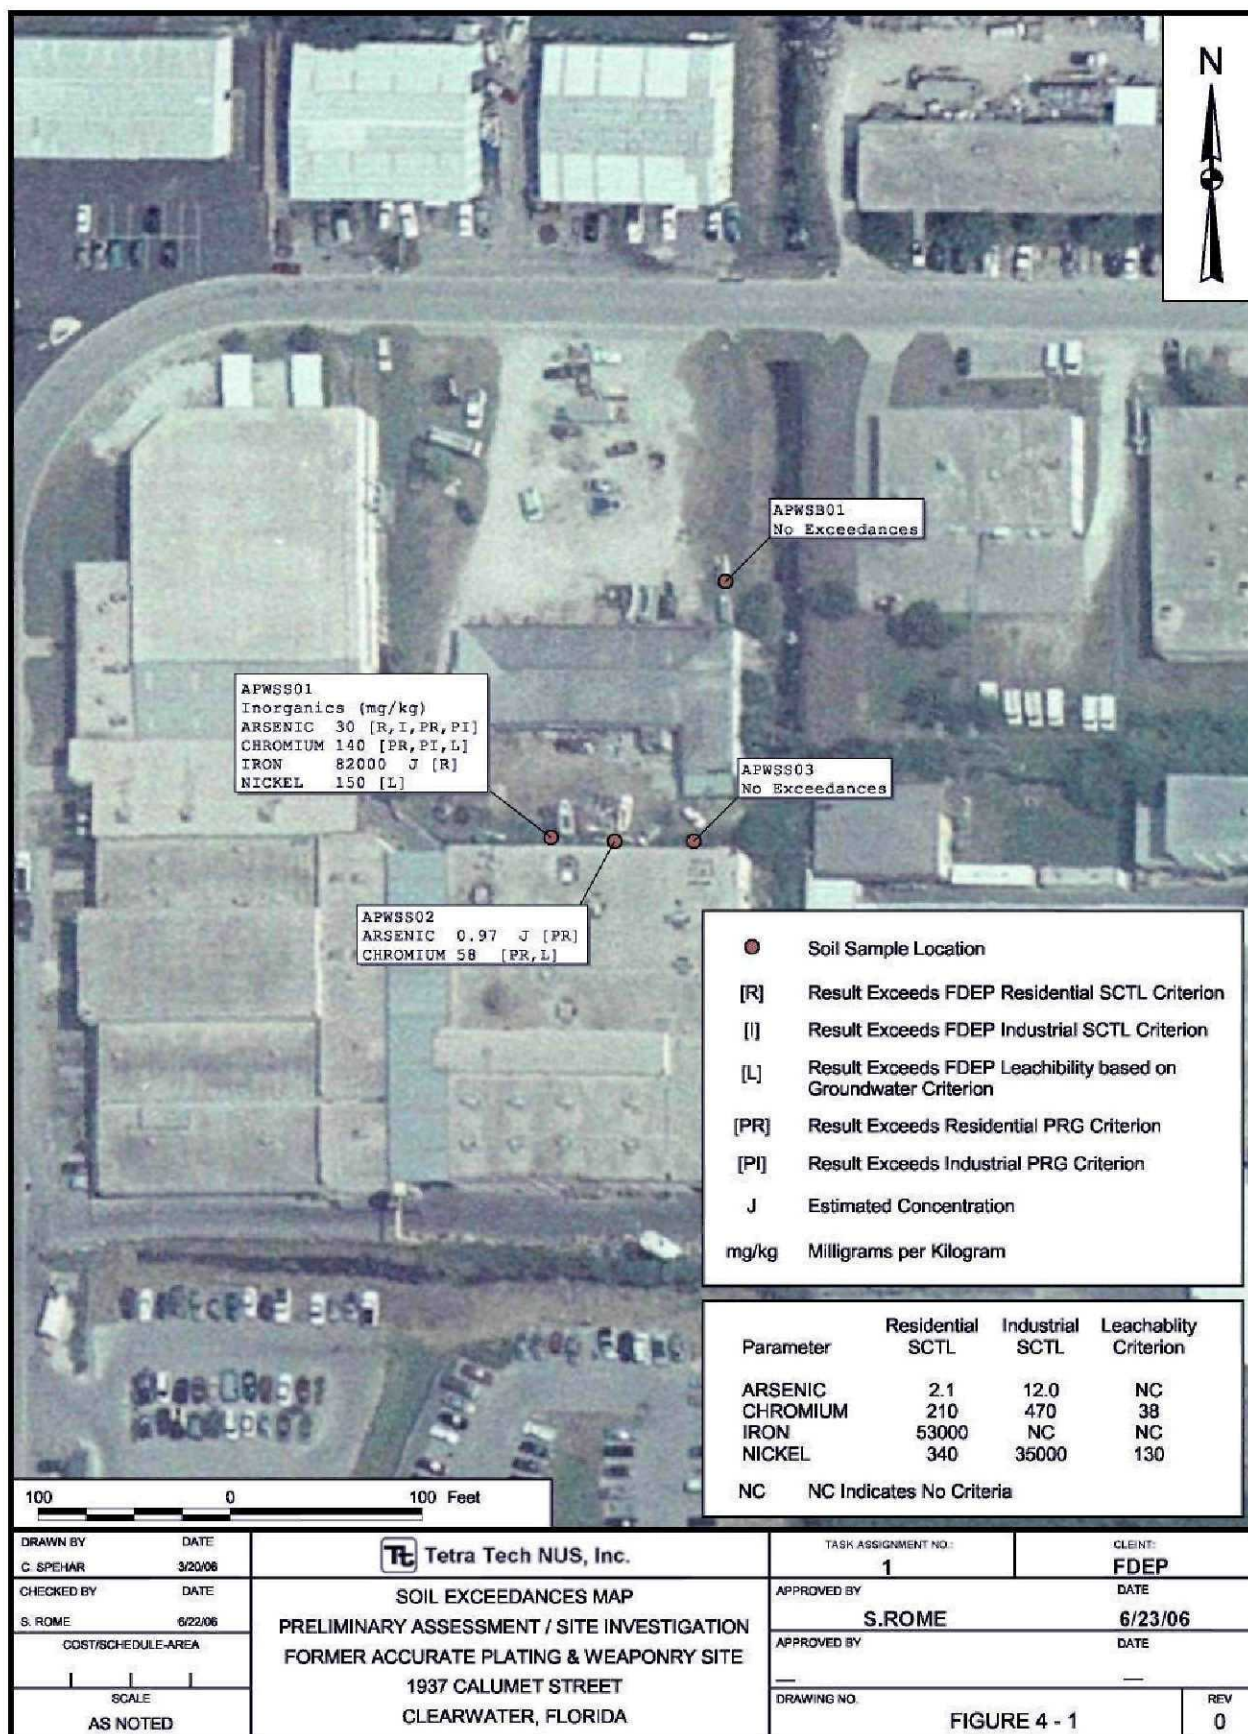 N
APWSB01
No Exceedances
APWSS01
Inorganics (mg/kg)
ARSENIC 30 [R,I,PR,PI]
CHROMIUM 140 [PR,PI,L]
IRON 82000 J [R]
NICKEL 150 [L]
APWSS03
No Exceedances
APWSS02
ARSENIC 0.97 J [PR]
CHROMIUM 58 [PR,L]
Soil Sample Location
[R] Result Exceeds FDEP Residential SCTL Criterion
[I] Result Exceeds FDEP Industrial SCTL Criterion
[L] Result Exceeds FDEP Leachibility based on
Groundwater Criterion
[PR] Result Exceeds Residential PRG Criterion
[PI] Result Exceeds Industrial PRG Criterion
J Estimated Concentration
mg/kg Milligrams per Kilogram
Residential Industrial Leachablity
Parameter SCTL SCTL Criterion
ARSENIC 2.1 12.0 NC
CHROMIUM 210 470 38
IRON 53000 NC NC
NICKEL 340 35000 130
NC NC Indicates No Criteria
100 0 100 Feet
DRAWN BY DATE
C. SPEHAR 3/20/06
CHECKED BY DATE
S. ROME 6/22/06
COST/SCHEDULE-AREA
SCALE
AS NOTED
Tt Tetra Tech NUS, Inc.
SOIL EXCEEDANCES MAP
PRELIMINARY ASSESSMENT / SITE INVESTIGATION
FORMER ACCURATE PLATING & WEAPONRY SITE
1937 CALUMET STREET
CLEARWATER, FLORIDA
TASK ASSIGNMENT NO.: CLEINT:
1 FDEP
APPROVED BY DATE
S.ROME 6/23/06
APPROVED BY DATE
— —
DRAWING NO. REV
FIGURE 4 - 1 0